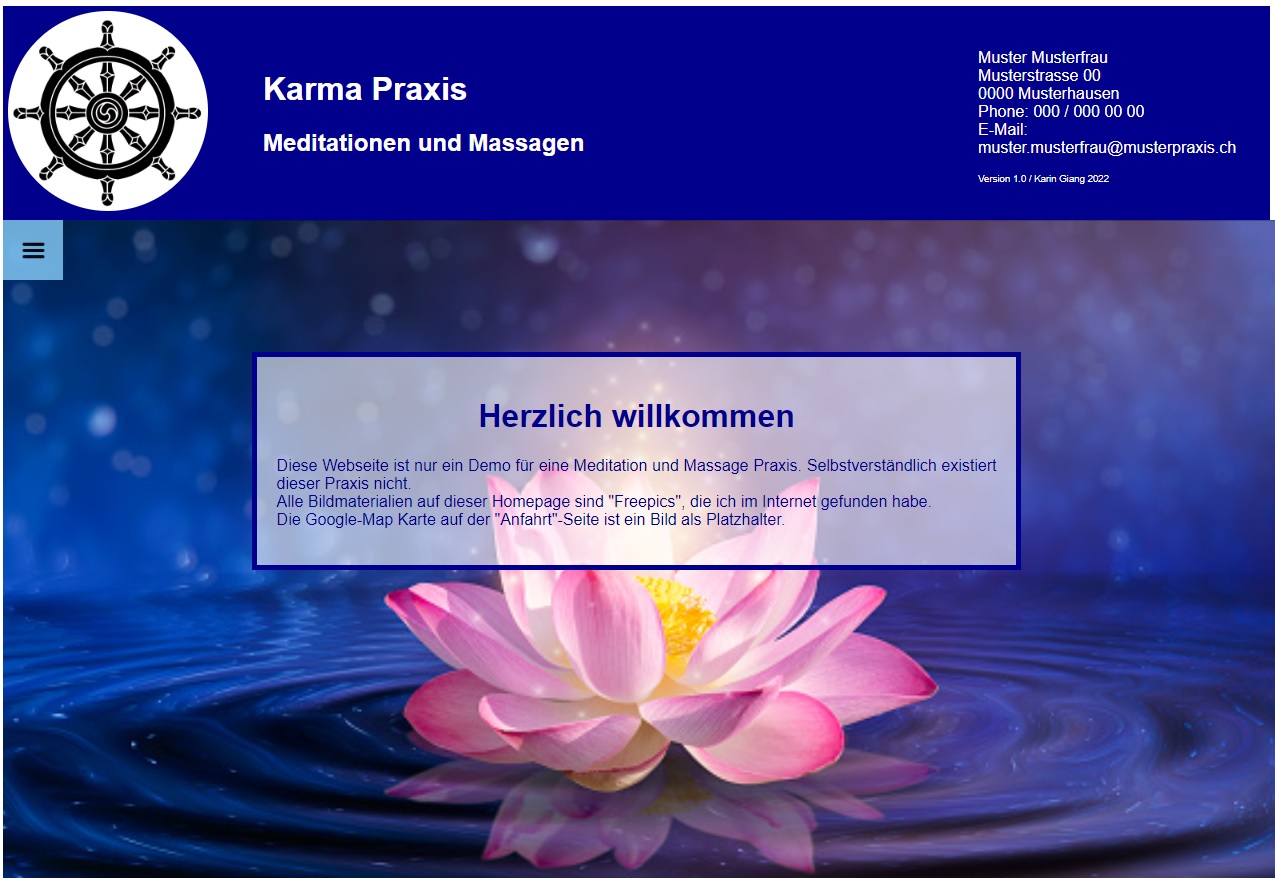 Karma Praxis
Meditationen und Massagen
Muster Musterfrau
Musterstrasse 00
0000 Musterhausen
Phone: 000 / 000 00 00
E-Mail:
muster.musterfrau@musterpraxis.ch
Version 1.0 / Karin Giang 2022
Herzlich willkommen
Diese Webseite ist nur ein Demo für eine Meditation und Massage Praxis. Selbstverständlich existiert
dieser Praxis nicht.
Alle Bildmaterialien auf dieser Homepage sind "Freepics", die ich im Internet gefunden habe.
Die Google-Map Karte auf der "Anfahrt"-Seite ist ein Bild als Platzhalter.